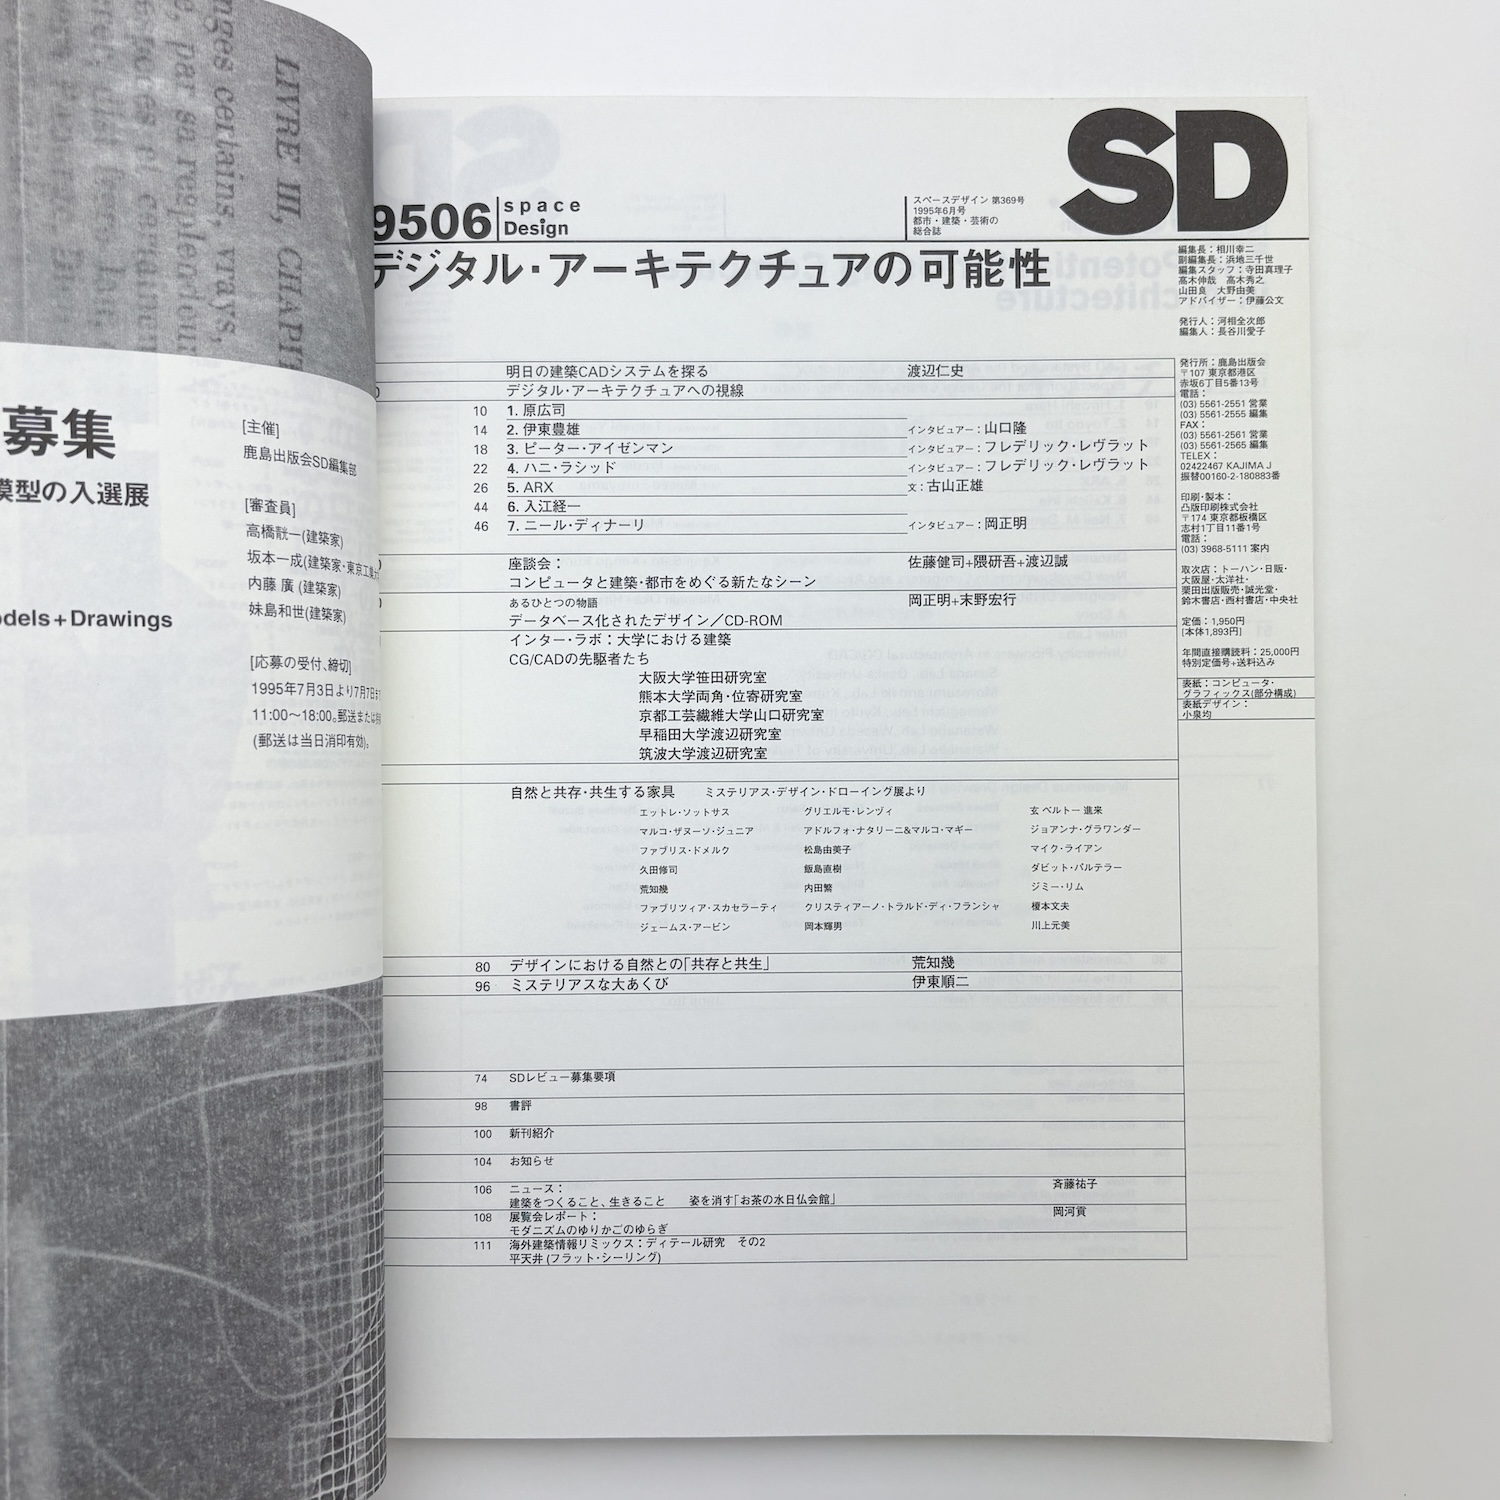 LIVRE III, CHAPI
nges certains vrays,
par sa resplendeur
募集
模型の入選展
odels+Drawings
[主催]
鹿島出版会SD編集部
[審査員]
高橋靗一(建築家)
坂本一成(建築家・東京工業大
内藤 廣 (建築家)
妹島和世(建築家)
[応募の受付、締切]
1995年7月3日より7月7日ま
11:00〜18:00。郵送または
(郵送は当日消印有効)。
9506
space
Design
スペースデザイン 第369号
1995年6月号
都市・建築・芸術の
総合誌
SD
デジタル・アーキテクチュアの可能性
明日の建築CADシステムを探る 渡辺仁史
デジタル・アーキテクチュアへの視線
10 1. 原広司
14 2. 伊東豊雄 インタビュアー：山口隆
18 3. ピーター・アイゼンマン インタビュアー：フレデリック・レヴラット
22 4. ハニ・ラシッド インタビュアー：フレデリック・レヴラット
26 5. ARX 文：古山正雄
44 6. 入江経一
46 7. ニール・ディナーリ インタビュアー：岡正明
座談会： 佐藤健司+隈研吾+渡辺誠
コンピュータと建築・都市をめぐる新たなシーン
あるひとつの物語 岡正明+末野宏行
データベース化されたデザイン／CD-ROM
インター・ラボ：大学における建築
CG/CADの先駆者たち
大阪大学笹田研究室
熊本大学両角・位寄研究室
京都工芸繊維大学山口研究室
早稲田大学渡辺研究室
筑波大学渡辺研究室
自然と共存・共生する家具 ミステリアス・デザイン・ドローイング展より
エットレ・ソットサス グリエルモ・レンヴィ 玄 ベルトー 進来
マルコ・ザヌーソ・ジュニア アドルフォ・ナタリーニ&マルコ・マギー ジョアンナ・グラワンダー
ファブリス・ドメルク 松島由美子 マイク・ライアン
久田修司 飯島直樹 ダビット・パルテラー
荒知幾 内田繁 ジミー・リム
ファブリツィア・スカセラーティ クリスティアーノ・トラルド・ディ・フランシャ 榎本文夫
ジェームス・アービン 岡本輝男 川上元美
80 デザインにおける自然との「共存と共生」 荒知幾
96 ミステリアスな大あくび 伊東順二
74 SDレビュー募集要項
98 書評
100 新刊紹介
104 お知らせ
106 ニュース： 斉藤祐子
建築をつくること、生きること 姿を消す「お茶の水日仏会館」
108 展覧会レポート： 岡河貢
モダニズムのゆりかごのゆらぎ
111 海外建築情報リミックス：ディテール研究 その2
平天井(フラット・シーリング)
編集長：相川幸二
副編集長：浜地三千世
編集スタッフ：寺田真理子
高木伸哉 高木秀之
山田良 大野由美
アドバイザー：伊藤公文
発行人：河相全次郎
編集人：長谷川愛子
発行所：鹿島出版会
〒107 東京都港区
赤坂6丁目5番13号
電話：
(03) 5561-2551 営業
(03) 5561-2555 編集
FAX：
(03) 5561-2561 営業
(03) 5561-2565 編集
TELEX：
02422467 KAJIMA J
振替00160-2-180883番
印刷・製本：
凸版印刷株式会社
〒174 東京都板橋区
志村1丁目11番1号
電話：
(03) 3968-5111 案内
取次店：トーハン・日販・
大阪屋・太洋社・
栗田出版販売・誠光堂・
鈴木書店・西村書店・中央社
定価：1,950円
[本体1,893円]
年間直接購読料：25,000円
特別定価号+送料込み
表紙：コンピュータ・
グラフィックス(部分構成)
表紙デザイン：
小泉均